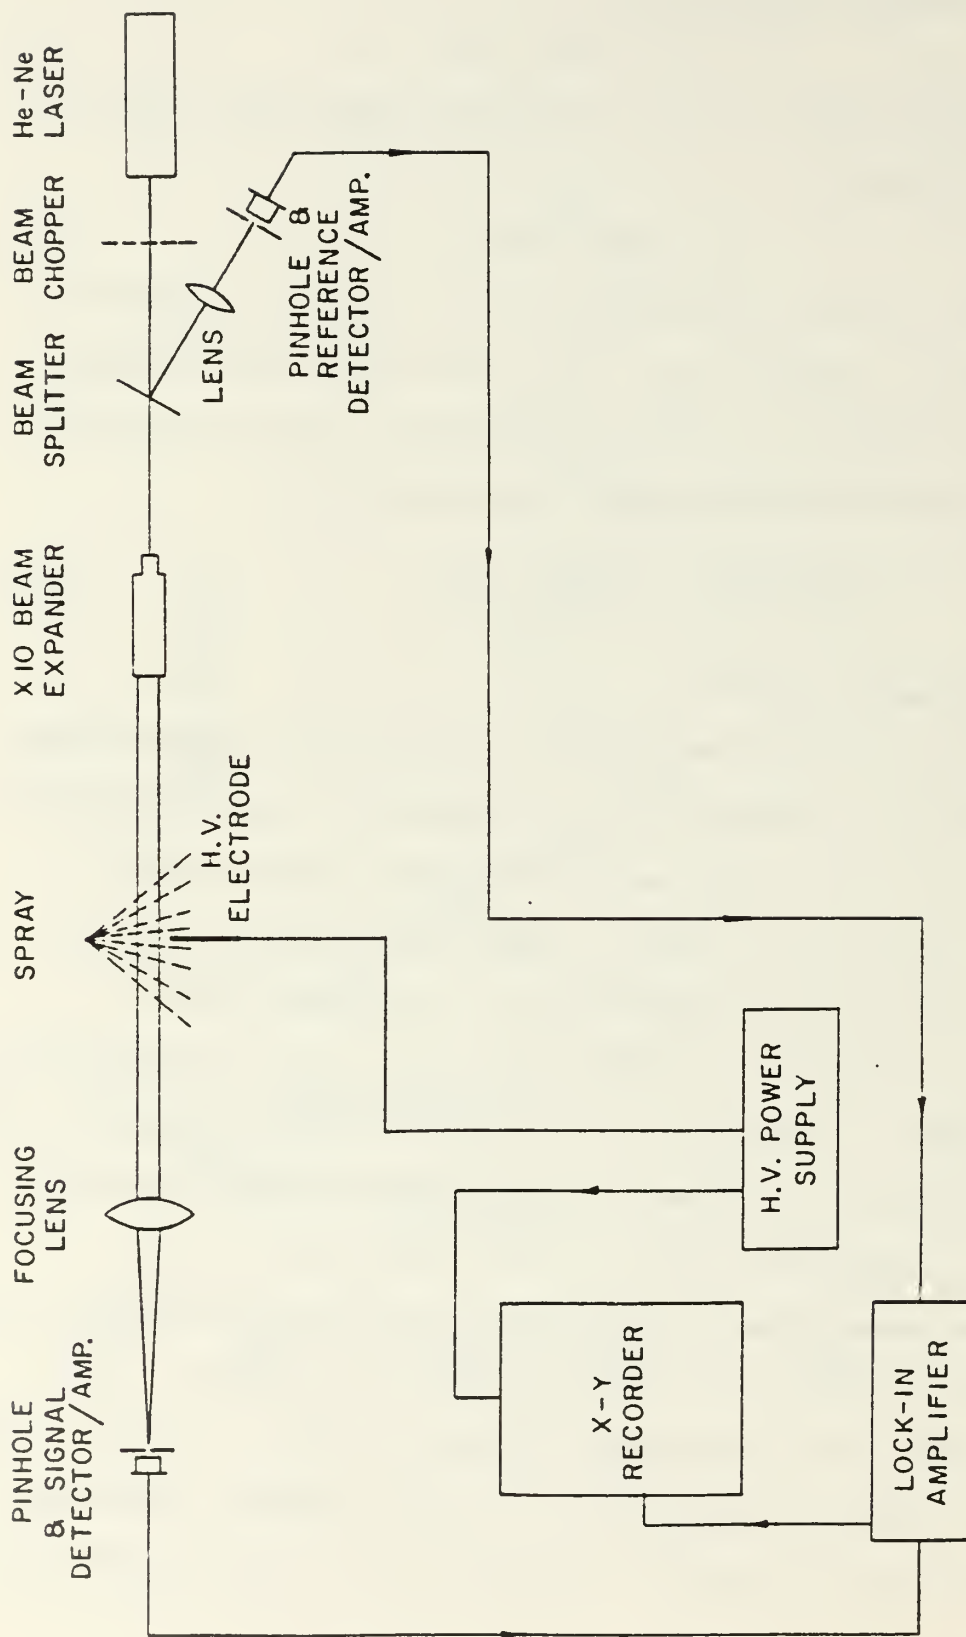 PINHOLE
& SIGNAL
DETECTOR/AMP.
FOCUSING
LENS
SPRAY
X10 BEAM
EXPANDER
BEAM
SPLITTER
BEAM
CHOPPER
He-Ne
LASER
H.V.
ELECTRODE
LENS
PINHOLE &
REFERENCE
DETECTOR/AMP.
X-Y
RECORDER
H.V. POWER
SUPPLY
LOCK-IN
AMPLIFIER